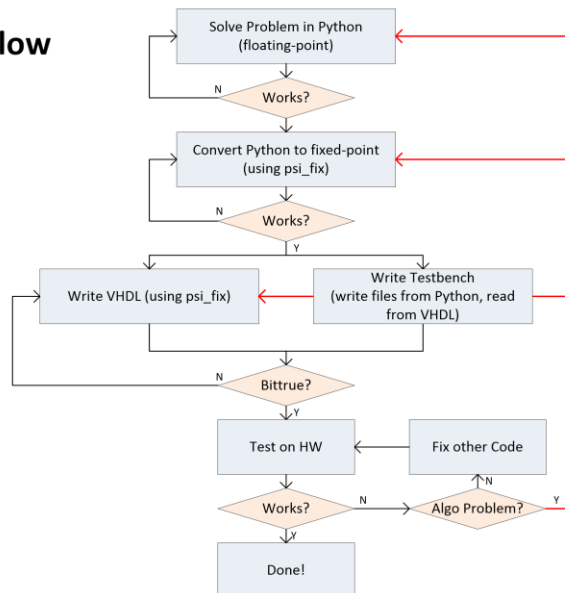 low
Solve Problem in Python
(floating-point)
N
Works?
Convert Python to fixed-point
(using psi_fix)
N
Works?
Y
Write VHDL (using psi_fix)
Write Testbench
(write files from Python, read
from VHDL)
N
Bittrue?
Y
Test on HW
Fix other Code
N
Works?
N
Algo Problem?
Y
Y
Done!